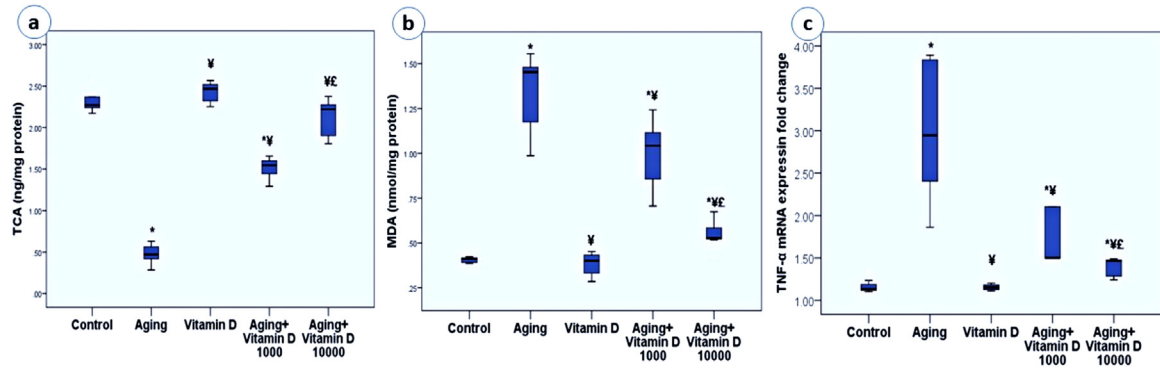 a
TCA (ng/mg protein)
3.00
2.50
2.00
1.50
1.00
.50
.00
*
¥
*¥
¥£
Control
Aging
Vitamin D
Aging+
Vitamin D
1000
Aging+
Vitamin D
10000
b
MDA (nmol/mg protein)
1.50
1.25
1.00
.75
.50
.25
*
¥
*¥
*¥£
Control
Aging
Vitamin D
Aging+
Vitamin D
1000
Aging+
Vitamin D
10000
c
TNF-α mRNA expressin fold change
4.00
3.00
2.50
2.00
1.50
1.00
*
¥
*¥
*¥£
Control
Aging
Vitamin D
Aging+
Vitamin D
1000
Aging+
Vitamin D
10000